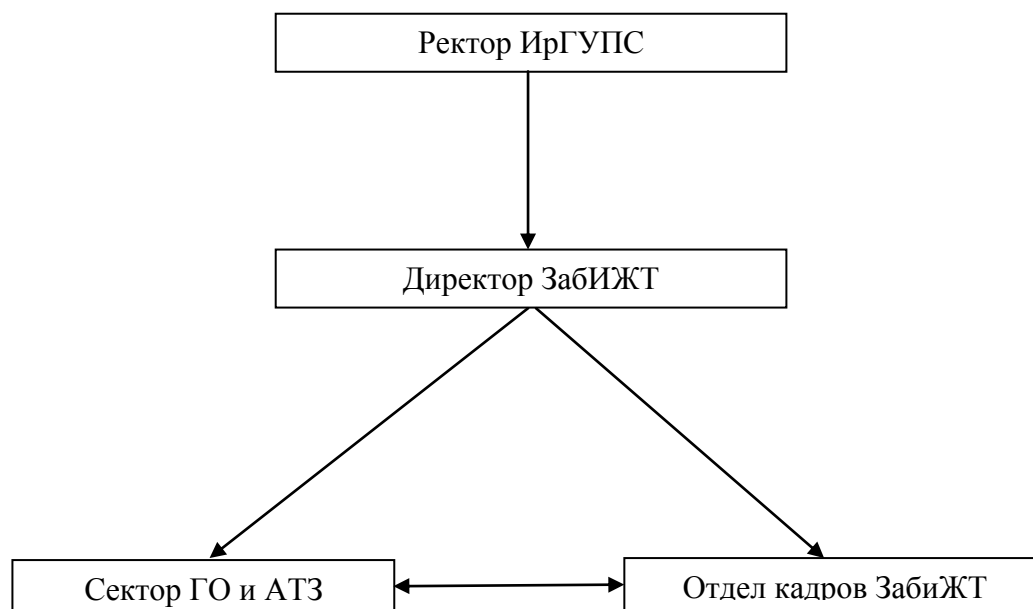 Ректор ИрГУПС
Директор ЗабИЖТ
Сектор ГО и АТЗ
Отдел кадров ЗабиЖТ